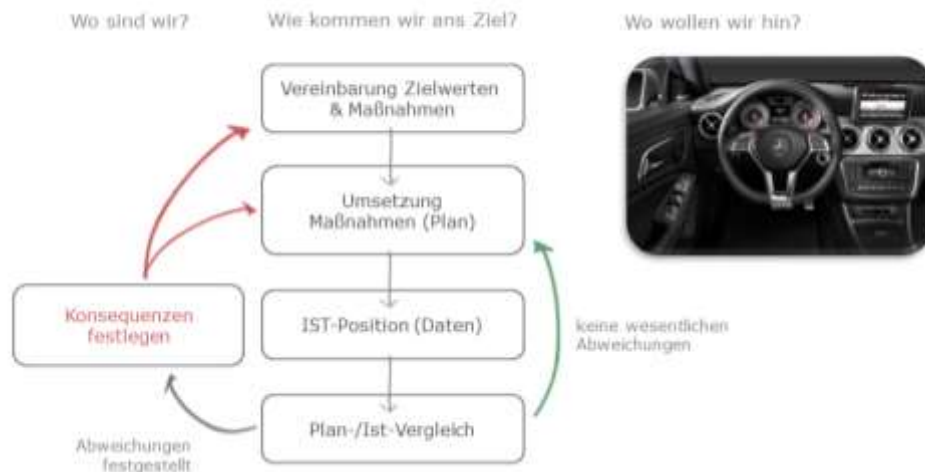 Wo sind wir?
Wie kommen wir ans Ziel?
Wo wollen wir hin?
Vereinbarung Zielwerten
& Maßnahmen
Umsetzung
Maßnahmen (Plan)
Konsequenzen
festlegen
IST-Position (Daten)
keine wesentlichen
Abweichungen
Plan-/Ist-Vergleich
Abweichungen
festgestellt